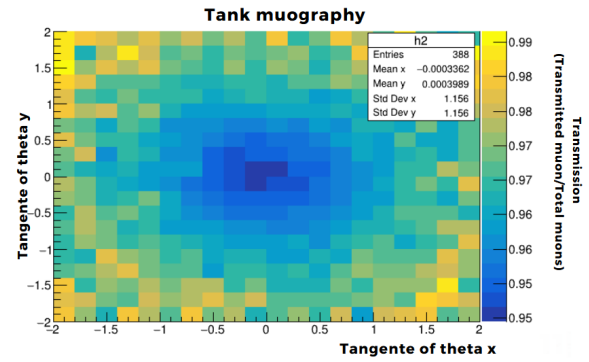 Tank muography
h2
Entries 388
Mean x −0.0003362
Mean y 0.0003989
Std Dev x 1.156
Std Dev y 1.156
2
1.5
1
0.5
0
−0.5
−1
−1.5
−2
Tangente of theta y
−2 −1.5 −1 −0.5 0 0.5 1 1.5 2
Tangente of theta x
0.99
0.98
0.98
0.97
0.97
0.96
0.96
0.95
0.95
Transmission
(Transmitted muon/Total muons)